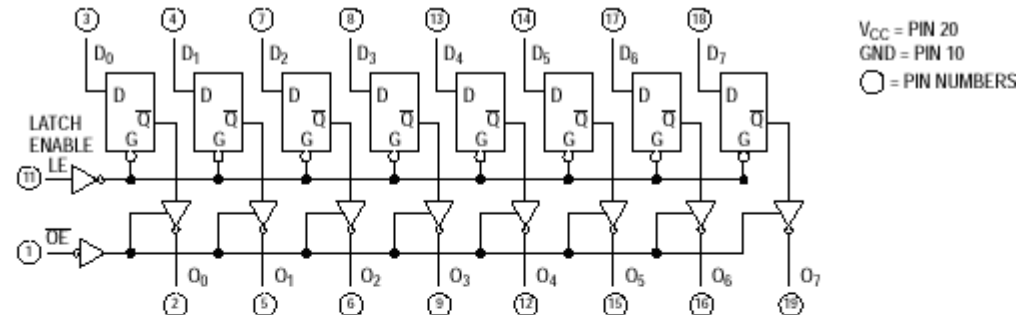 3 4 7 8 13 14 17 18
V_CC = PIN 20
GND = PIN 10
= PIN NUMBERS
D0 D1 D2 D3 D4 D5 D6 D7
D D D D D D D D
Q̅ Q̅ Q̅ Q̅ Q̅ Q̅ Q̅ Q̅
G G G G G G G G
LATCH
ENABLE
LE
11
O̅E̅
1
O0 O1 O2 O3 O4 O5 O6 O7
2 5 6 9 12 15 16 19